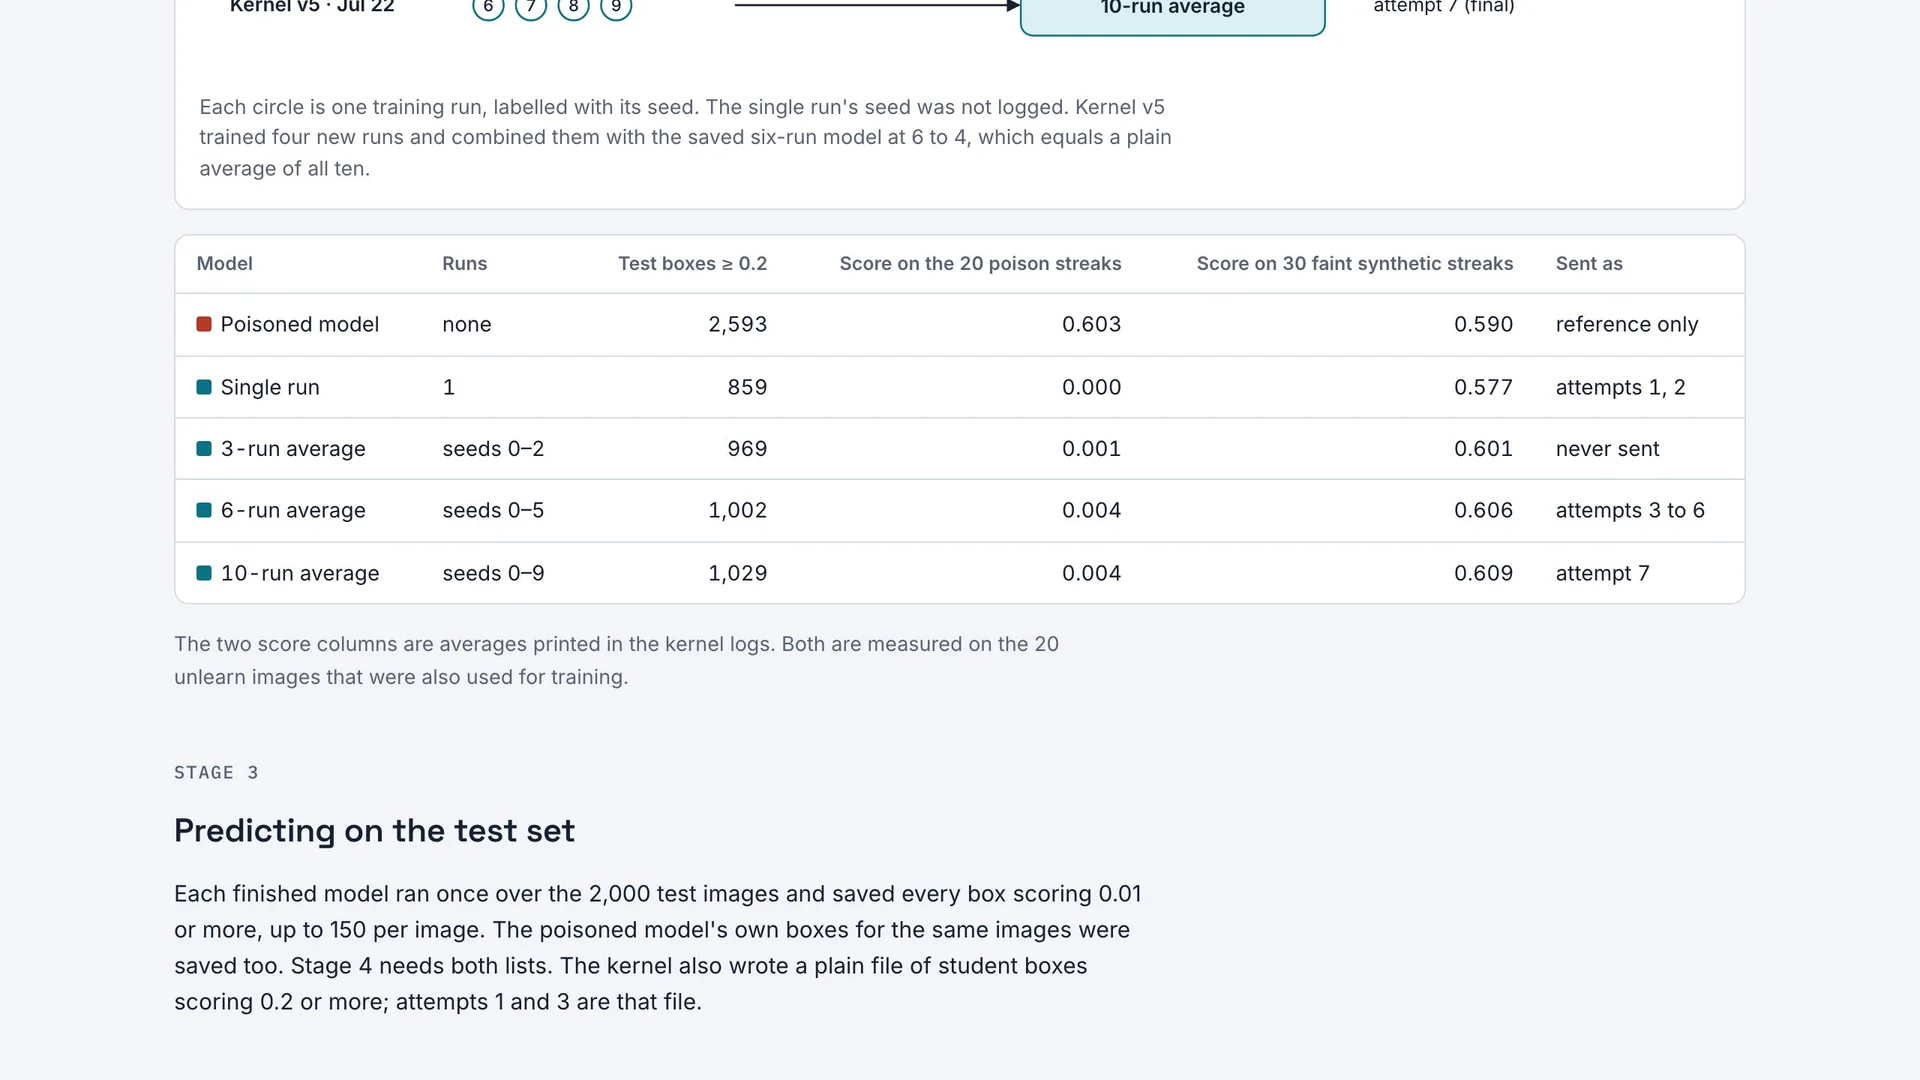 Kernel v5 · Jul 22 6 7 8 9 10-run average attempt 7 (final)
Each circle is one training run, labelled with its seed. The single run's seed was not logged. Kernel v5
trained four new runs and combined them with the saved six-run model at 6 to 4, which equals a plain
average of all ten.
Model Runs Test boxes ≥ 0.2 Score on the 20 poison streaks Score on 30 faint synthetic streaks Sent as
Poisoned model none 2,593 0.603 0.590 reference only
Single run 1 859 0.000 0.577 attempts 1, 2
3-run average seeds 0–2 969 0.001 0.601 never sent
6-run average seeds 0–5 1,002 0.004 0.606 attempts 3 to 6
10-run average seeds 0–9 1,029 0.004 0.609 attempt 7
The two score columns are averages printed in the kernel logs. Both are measured on the 20
unlearn images that were also used for training.
STAGE 3
Predicting on the test set
Each finished model ran once over the 2,000 test images and saved every box scoring 0.01
or more, up to 150 per image. The poisoned model's own boxes for the same images were
saved too. Stage 4 needs both lists. The kernel also wrote a plain file of student boxes
scoring 0.2 or more; attempts 1 and 3 are that file.